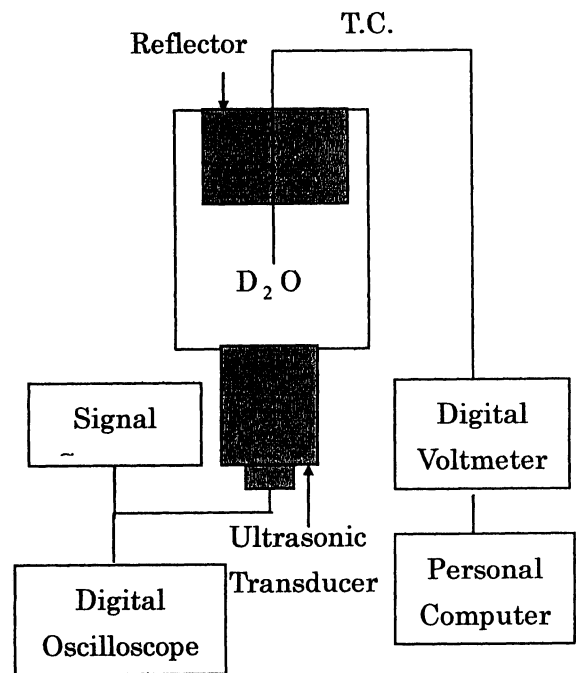 T.C.
Reflector
D₂O
Signal
~
Digital
Voltmeter
Ultrasonic
Transducer
Digital
Oscilloscope
Personal
Computer